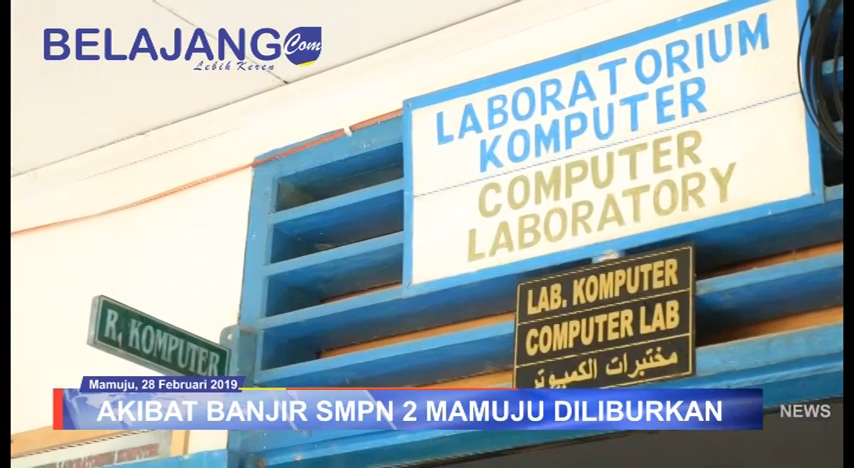 BELAJANG.Com
Lebih Keren
LABORATORIUM
KOMPUTER
COMPUTER
LABORATORY
LAB. KOMPUTER
COMPUTER LAB
مختبرات الكمبيوتر
R. KOMPUTER
Mamuju, 28 Februari 2019
AKIBAT BANJIR SMPN 2 MAMUJU DILIBURKAN
NEWS